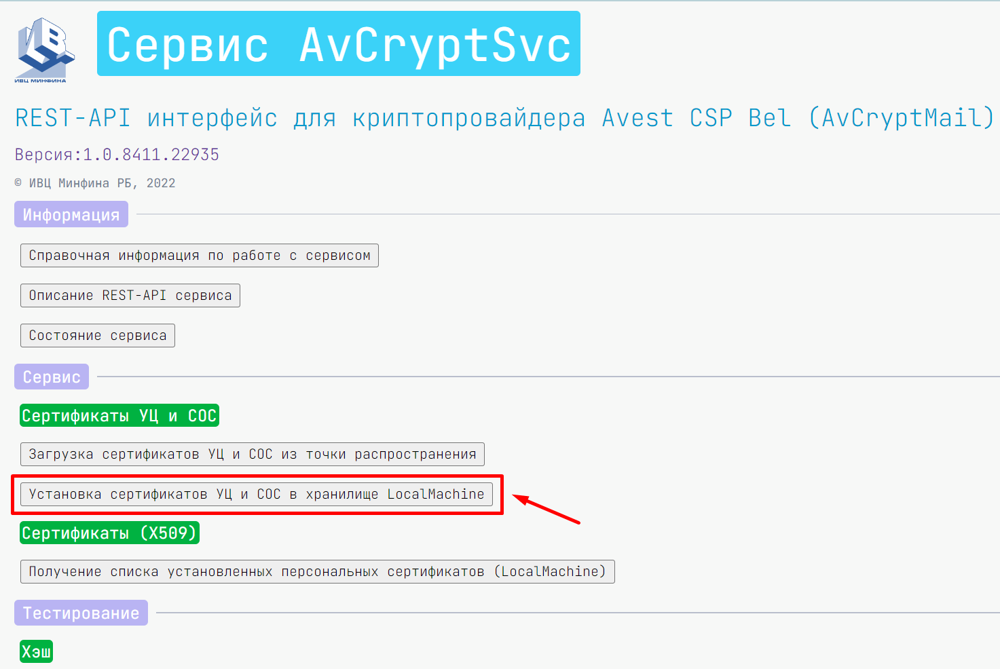 ИВЦ МИНФИНА
Сервис AvCryptSvc
REST-API интерфейс для криптопровайдера Avest CSP Bel (AvCryptMail)
Версия:1.0.8411.22935
© ИВЦ Минфина РБ, 2022
Информация
Справочная информация по работе с сервисом
Описание REST-API сервиса
Состояние сервиса
Сервис
Сертификаты УЦ и СОС
Загрузка сертификатов УЦ и СОС из точки распространения
Установка сертификатов УЦ и СОС в хранилище LocalMachine
Сертификаты (X509)
Получение списка установленных персональных сертификатов (LocalMachine)
Тестирование
Хэш